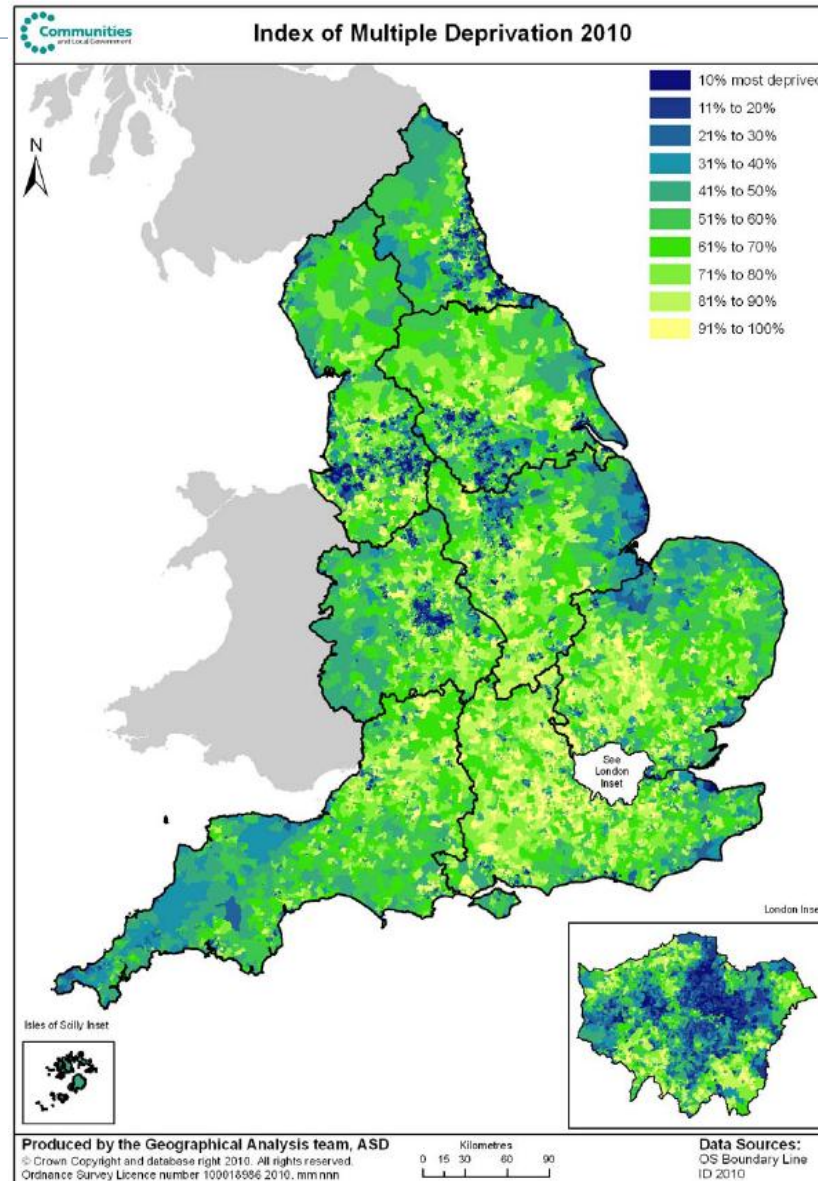 Communities
and Local Government
Index of Multiple Deprivation 2010
10% most deprived
11% to 20%
21% to 30%
31% to 40%
41% to 50%
51% to 60%
61% to 70%
71% to 80%
81% to 90%
91% to 100%
N
See
London
Inset
London Inse
Isles of Scilly Inset
Produced by the Geographical Analysis team, ASD
© Crown Copyright and database right 2010. All rights reserved.
Ordnance Survey Licence number 100018986 2010. mm nnn
Kilometres
0 15 30 60 90
Data Sources:
OS Boundary Line
ID 2010